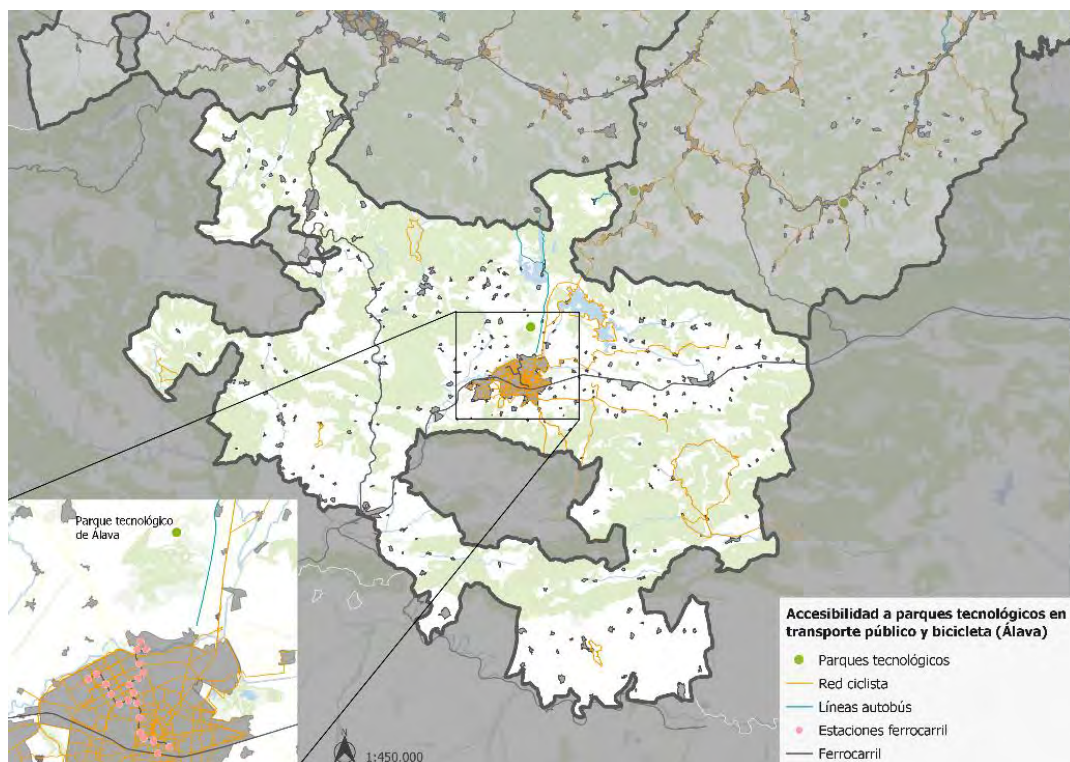 Parque tecnológico
de Álava
N
1:450.000
Accesibilidad a parques tecnológicos en
transporte público y bicicleta (Álava)
Parques tecnológicos
Red ciclista
Líneas autobús
Estaciones ferrocarril
Ferrocarril